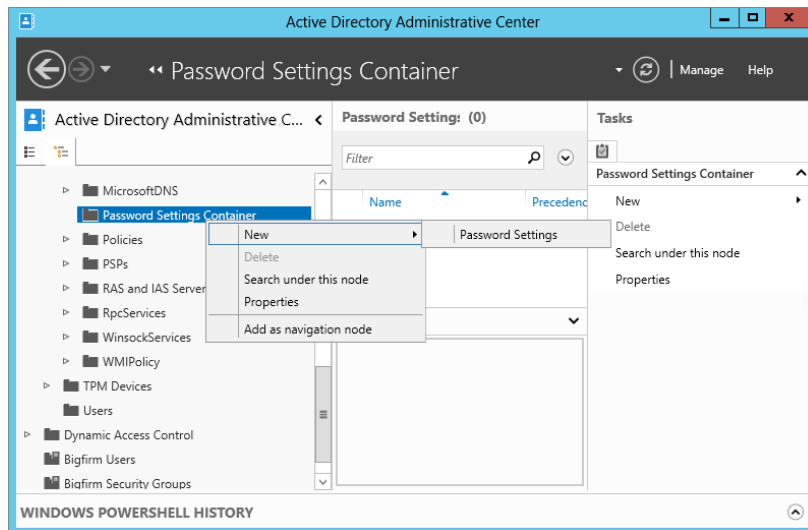 Active Directory Administrative Center
Password Settings Container
Manage
Help
Active Directory Administrative C...
MicrosoftDNS
Password Settings Container
Policies
PSPs
RAS and IAS Server
RpcServices
WinsockServices
WMIPolicy
TPM Devices
Users
Dynamic Access Control
Bigfirm Users
Bigfirm Security Groups
New
Delete
Search under this node
Properties
Add as navigation node
Password Settings
Password Settings (0)
Filter
Name Precedenc
Tasks
Password Settings Container
New
Delete
Search under this node
Properties
WINDOWS POWERSHELL HISTORY